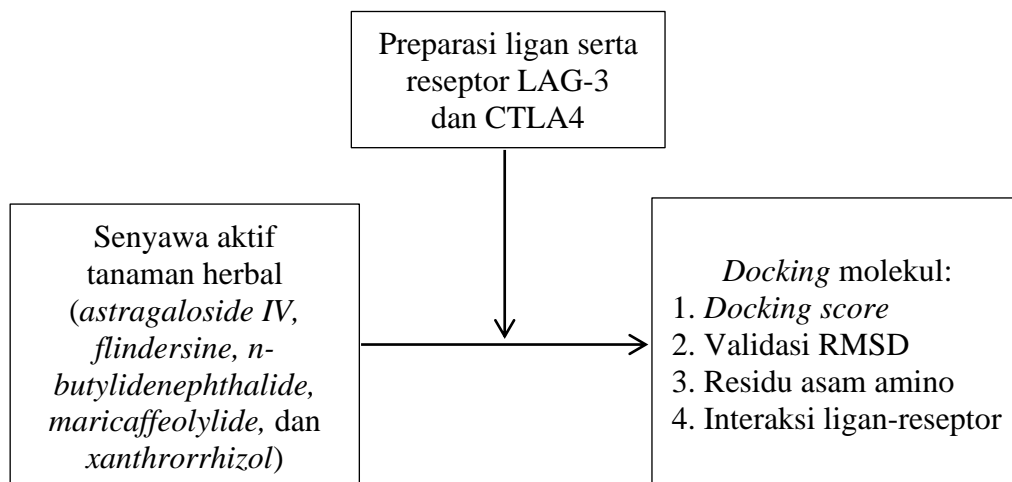 Preparasi ligan serta
reseptor LAG-3
dan CTLA4
Senyawa aktif
tanaman herbal
(astragaloside IV,
flindersine, n-
butylidenephthalide,
maricaffeolylide, dan
xanthrorrhizol)
Docking molekul:
1. Docking score
2. Validasi RMSD
3. Residu asam amino
4. Interaksi ligan-reseptor